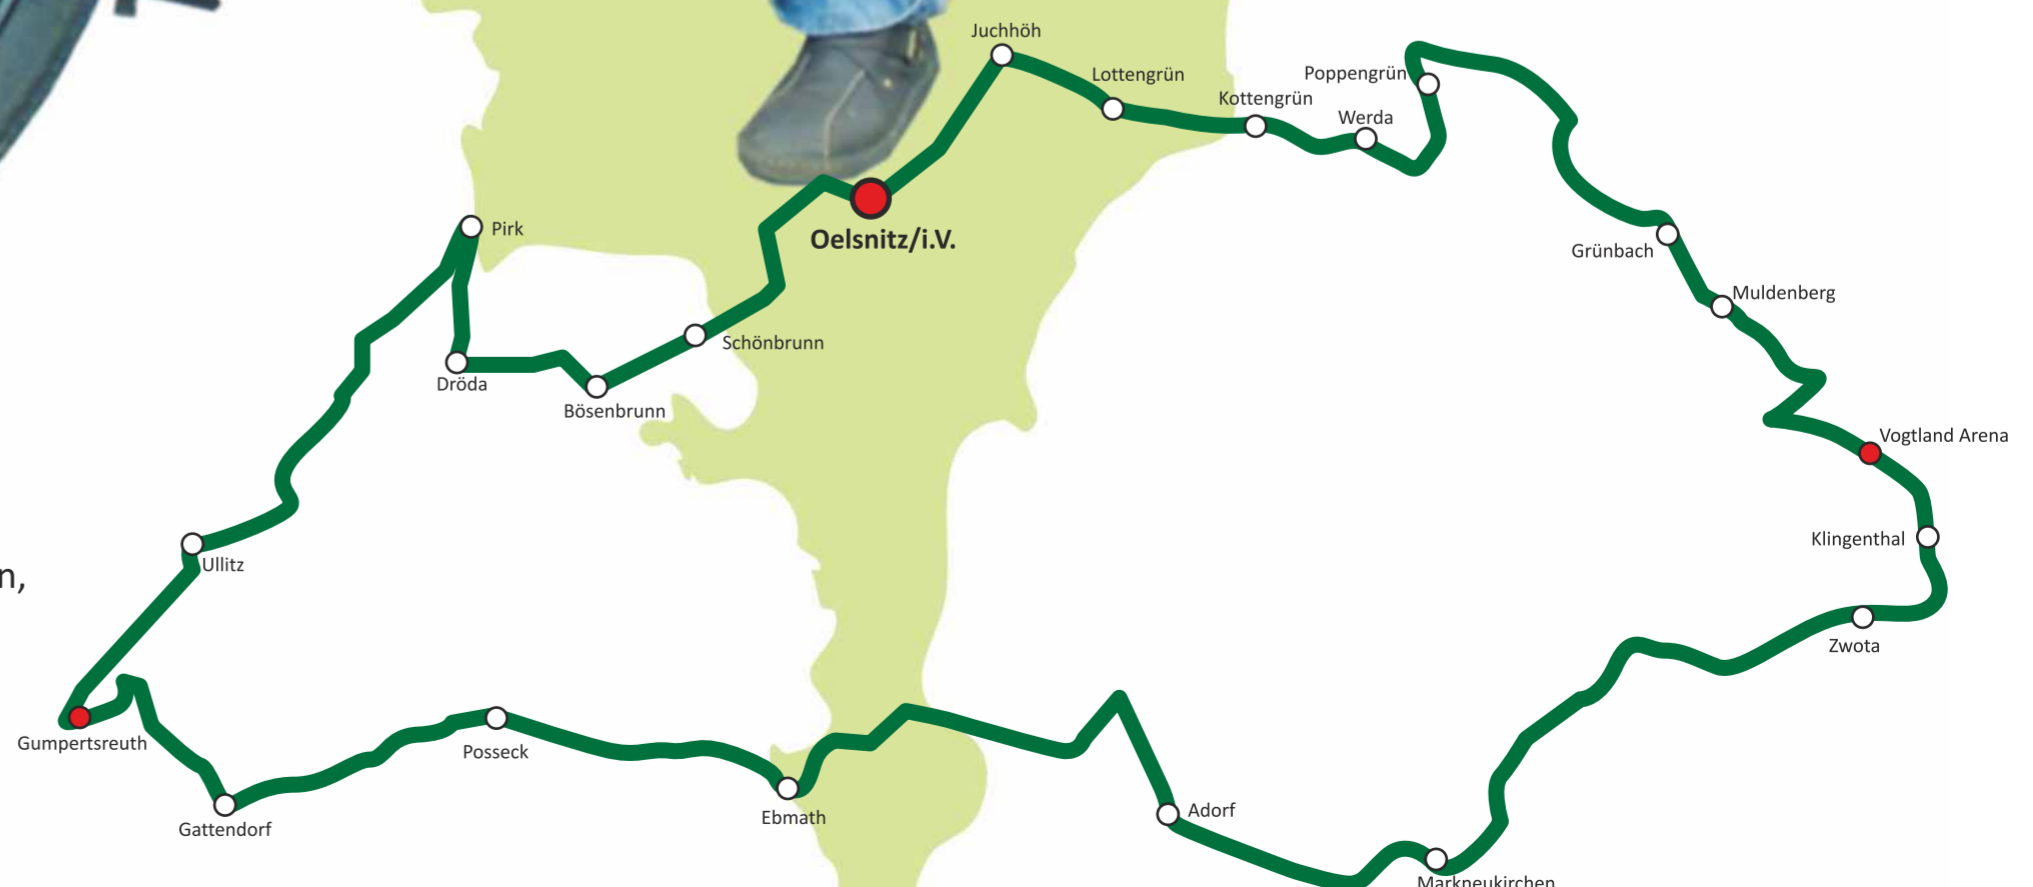 Juchhöh
Lottengrün
Kottengrün
Werda
Poppengrün
Grünbach
Muldenberg
Vogtland Arena
Klingenthal
Zwota
Markneukirchen
Adorf
Ebmath
Posseck
Gattendorf
Gumpertsreuth
Ullitz
Pirk
Dröda
Bösenbrunn
Schönbrunn
Oelsnitz/i.V.
n,